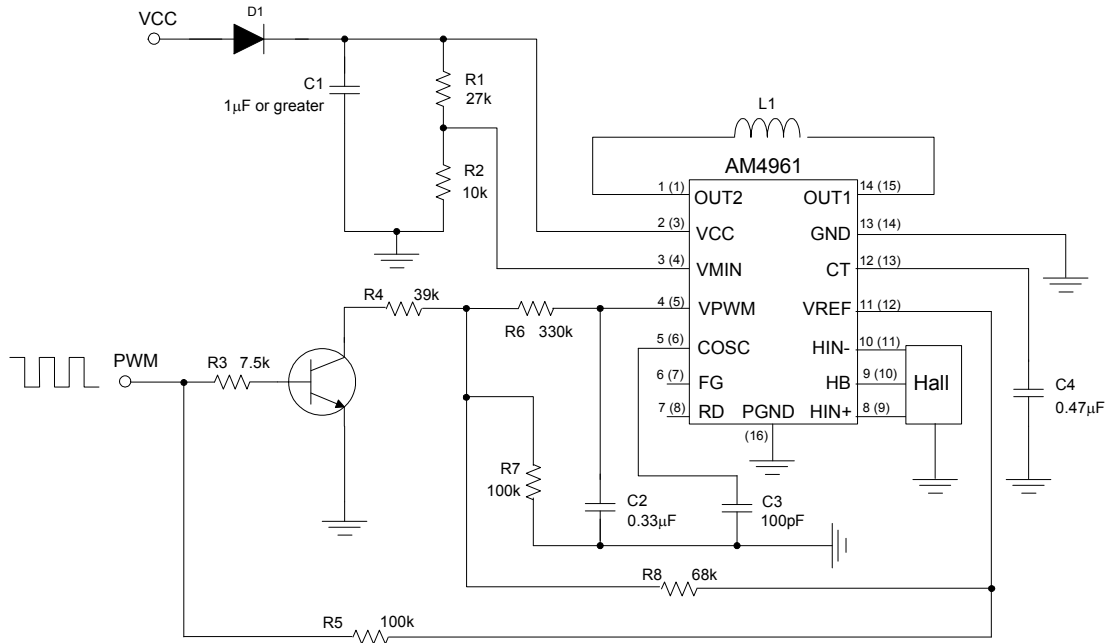 VCC
D1
C1
1µF or greater
R1
27k
R2
10k
L1
AM4961
1 (1)
OUT2
OUT1
14 (15)
2 (3)
VCC
GND
13 (14)
3 (4)
VMIN
CT
12 (13)
4 (5)
VPWM
VREF
11 (12)
5 (6)
COSC
HIN-
10 (11)
6 (7)
FG
HB
9 (10)
7 (8)
RD
PGND
HIN+
8 (9)
(16)
Hall
C4
0.47µF
R4
39k
R6
330k
PWM
R3
7.5k
R7
100k
C2
0.33µF
C3
100pF
R8
68k
R5
100k